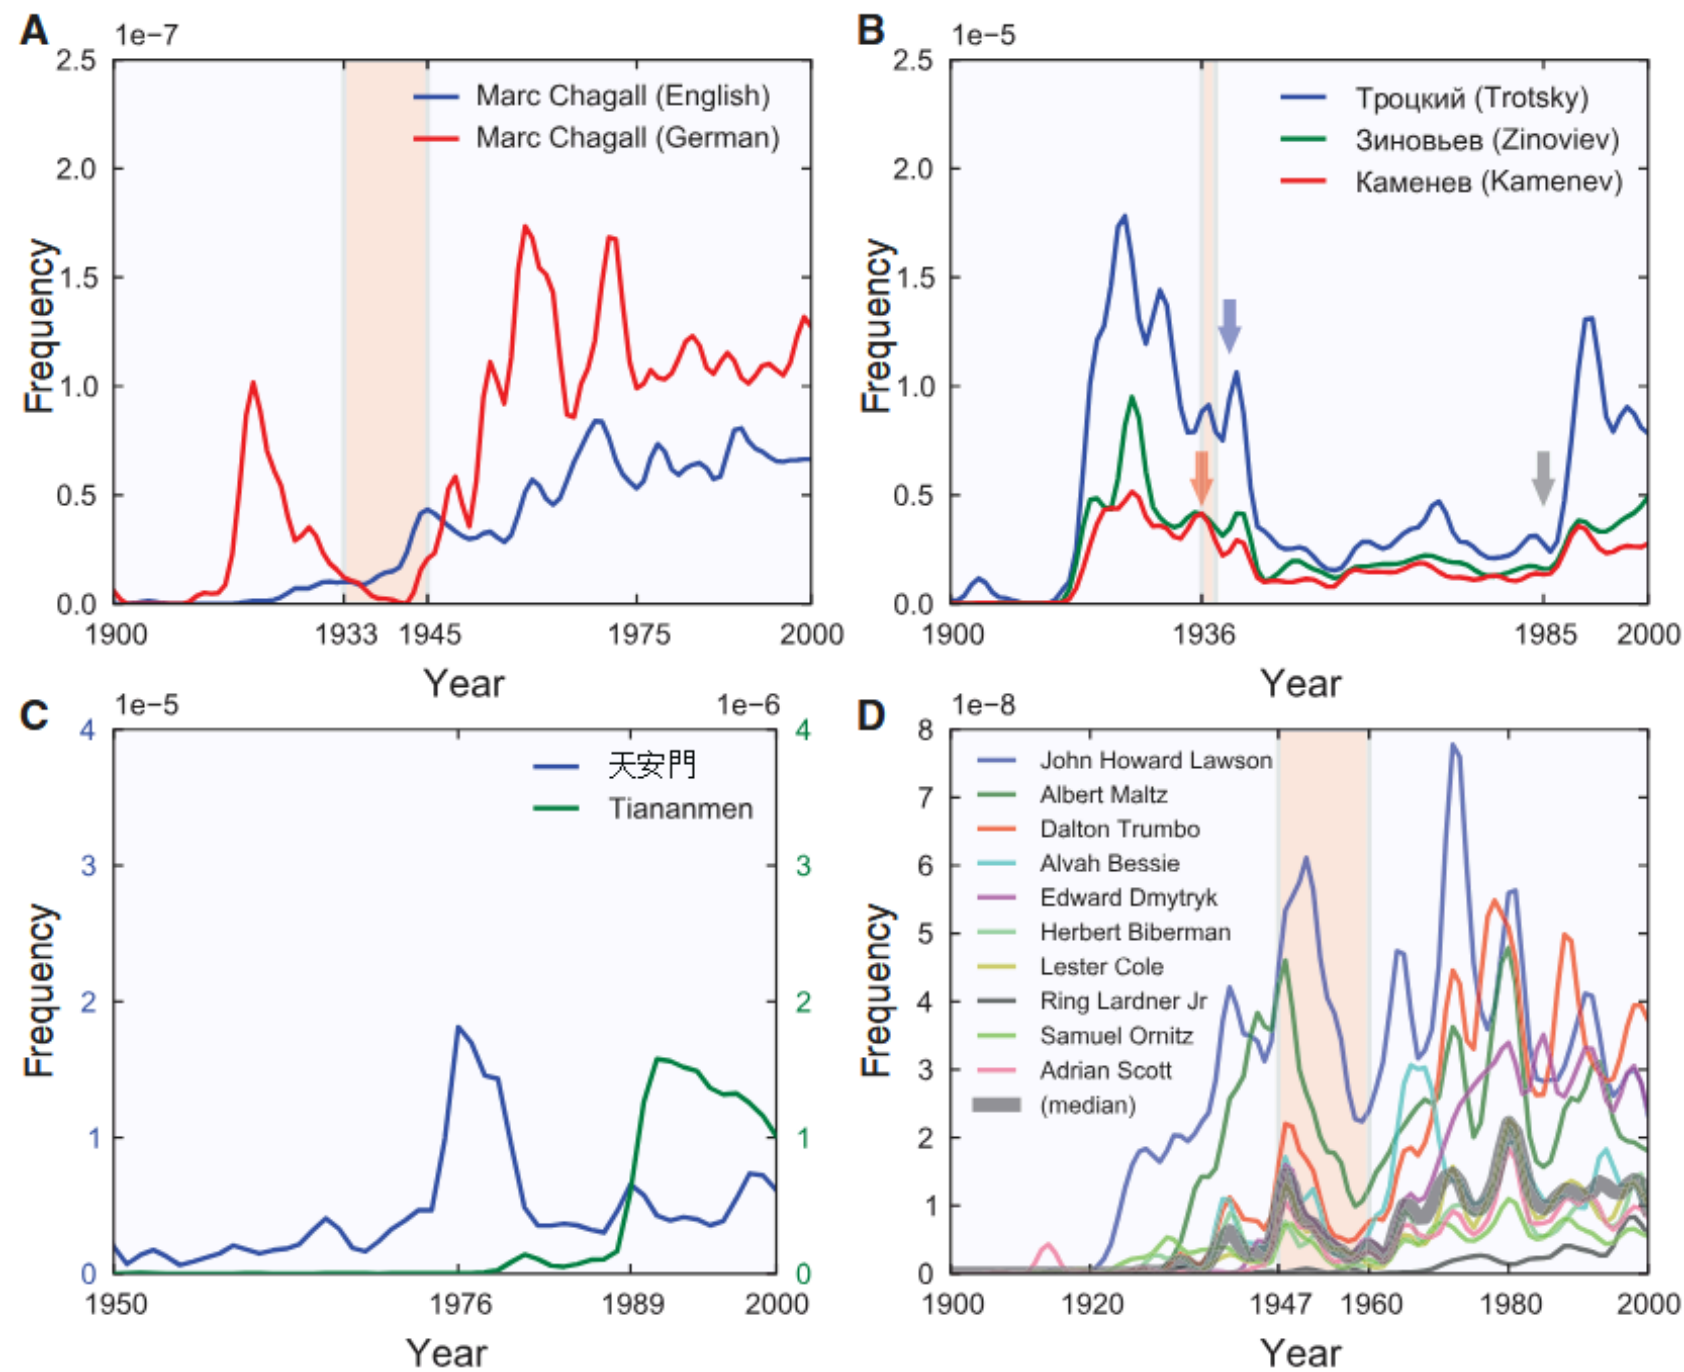 A
1e−7
2.5
2.0
1.5
1.0
0.5
0.0
Frequency
Marc Chagall (English)
Marc Chagall (German)
1900 1933 1945 1975 2000
Year
B
1e−5
2.5
2.0
1.5
1.0
0.5
0.0
Frequency
Троцкий (Trotsky)
Зиновьев (Zinoviev)
Каменев (Kamenev)
1900 1936 1985 2000
Year
C
1e−5
1e−6
4
3
2
1
0
Frequency
天安門
Tiananmen
4
3
2
1
0
1950 1976 1989 2000
Year
D
1e−8
8
7
6
5
4
3
2
1
0
Frequency
John Howard Lawson
Albert Maltz
Dalton Trumbo
Alvah Bessie
Edward Dmytryk
Herbert Biberman
Lester Cole
Ring Lardner Jr
Samuel Ornitz
Adrian Scott
(median)
1900 1920 1947 1960 1980 2000
Year